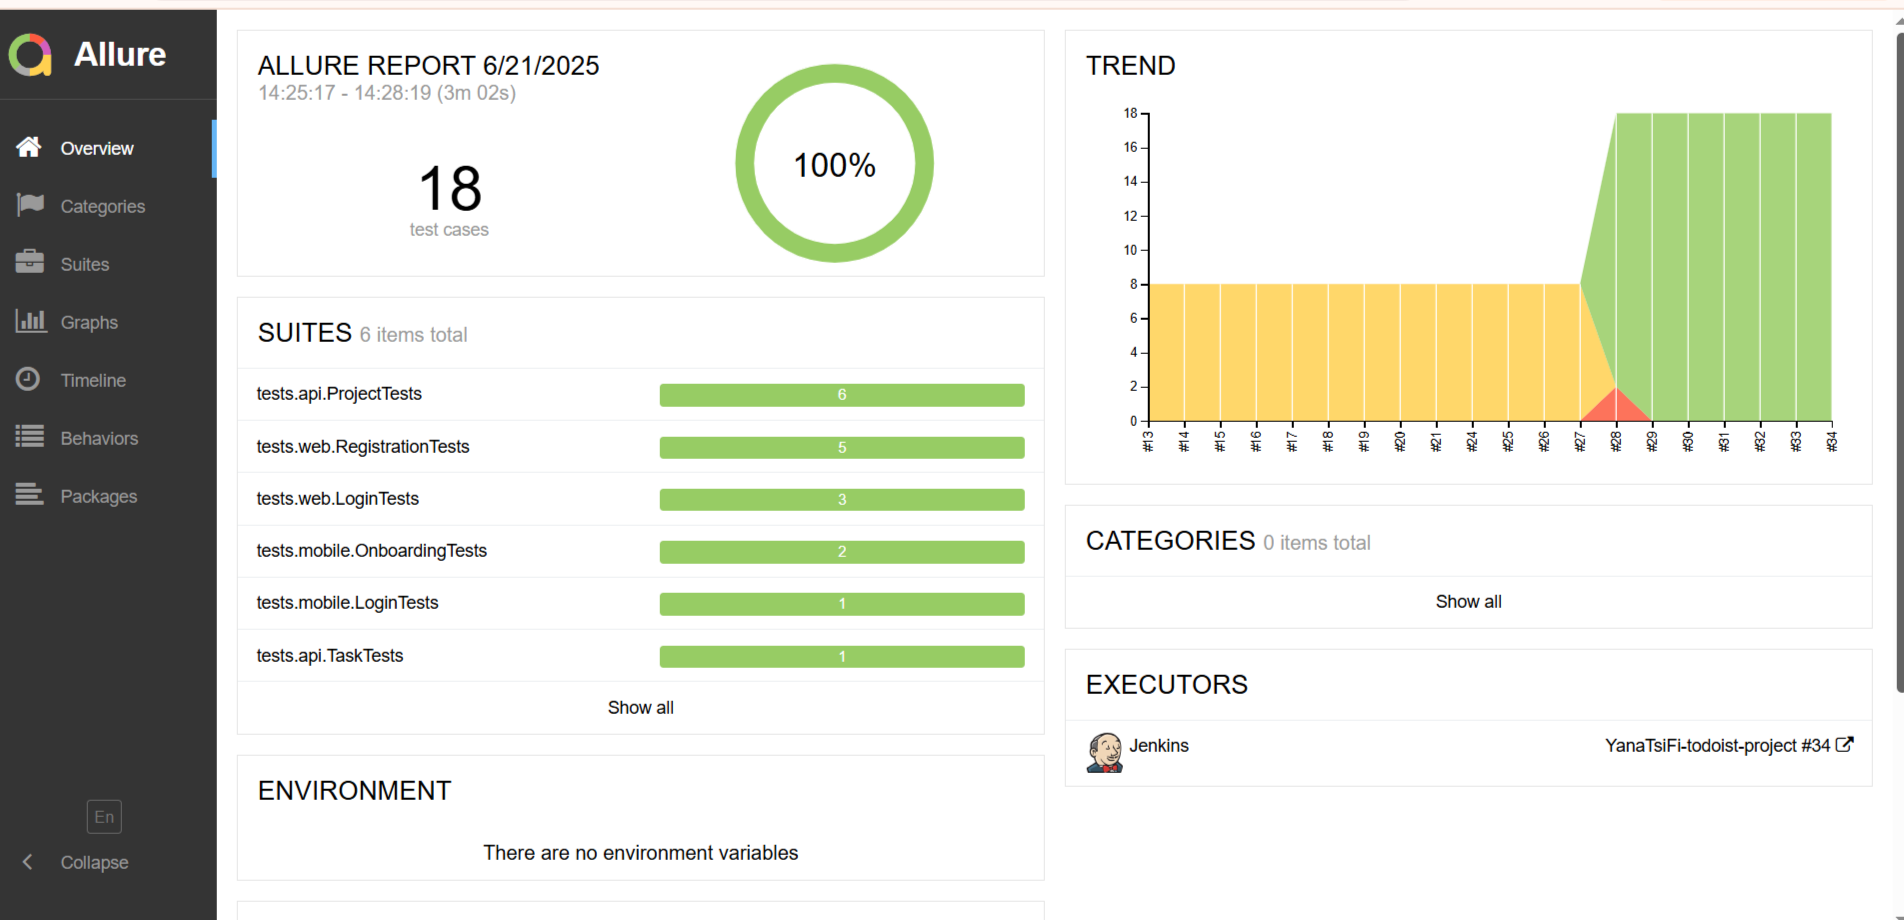 Allure
Overview
Categories
Suites
Graphs
Timeline
Behaviors
Packages
En
Collapse
ALLURE REPORT 6/21/2025
14:25:17 - 14:28:19 (3m 02s)
18
test cases
100%
SUITES 6 items total
tests.api.ProjectTests 6
tests.web.RegistrationTests 5
tests.web.LoginTests 3
tests.mobile.OnboardingTests 2
tests.mobile.LoginTests 1
tests.api.TaskTests 1
Show all
ENVIRONMENT
There are no environment variables
TREND
18
16
14
12
10
8
6
4
2
0
#13 #14 #15 #16 #17 #18 #19 #20 #21 #24 #25 #26 #27 #28 #29 #30 #31 #32 #33 #34
CATEGORIES 0 items total
Show all
EXECUTORS
Jenkins YanaTsiFi-todoist-project #34